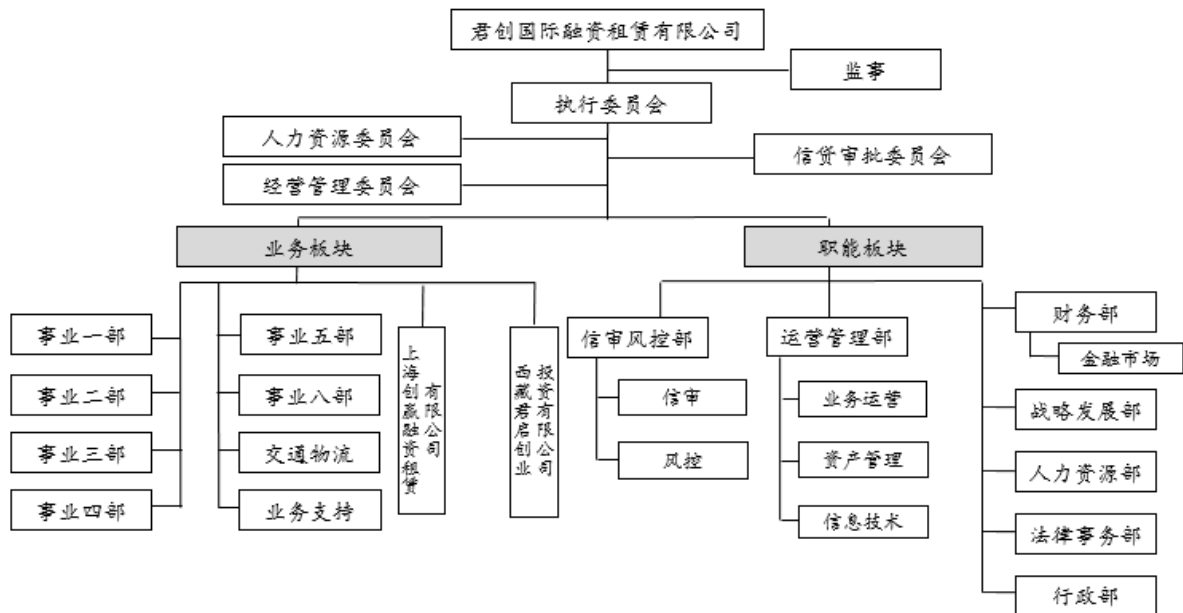 君创国际融资租赁有限公司
监事
执行委员会
人力资源委员会
信贷审批委员会
经营管理委员会
业务板块
职能板块
事业一部
事业二部
事业三部
事业四部
事业五部
事业八部
交通物流
业务支持
上海创赢融资租赁
有限公司
西藏君启创业
投资有限公司
信审风控部
信审
风控
运营管理部
业务运营
资产管理
信息技术
财务部
金融市场
战略发展部
人力资源部
法律事务部
行政部